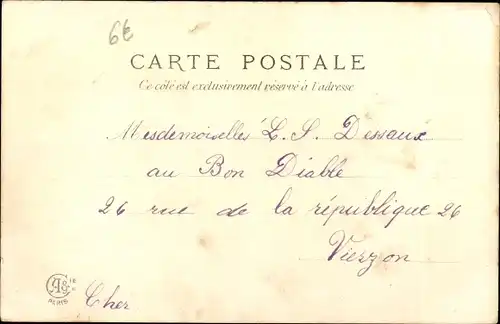 6€
CARTE POSTALE
Ce côté est exclusivement réservé à l'adresse
Mesdemoiselles L. S. Dessaux
au Bon Diable
26 rue de la république 26
Vierzon
Cher
PARIS